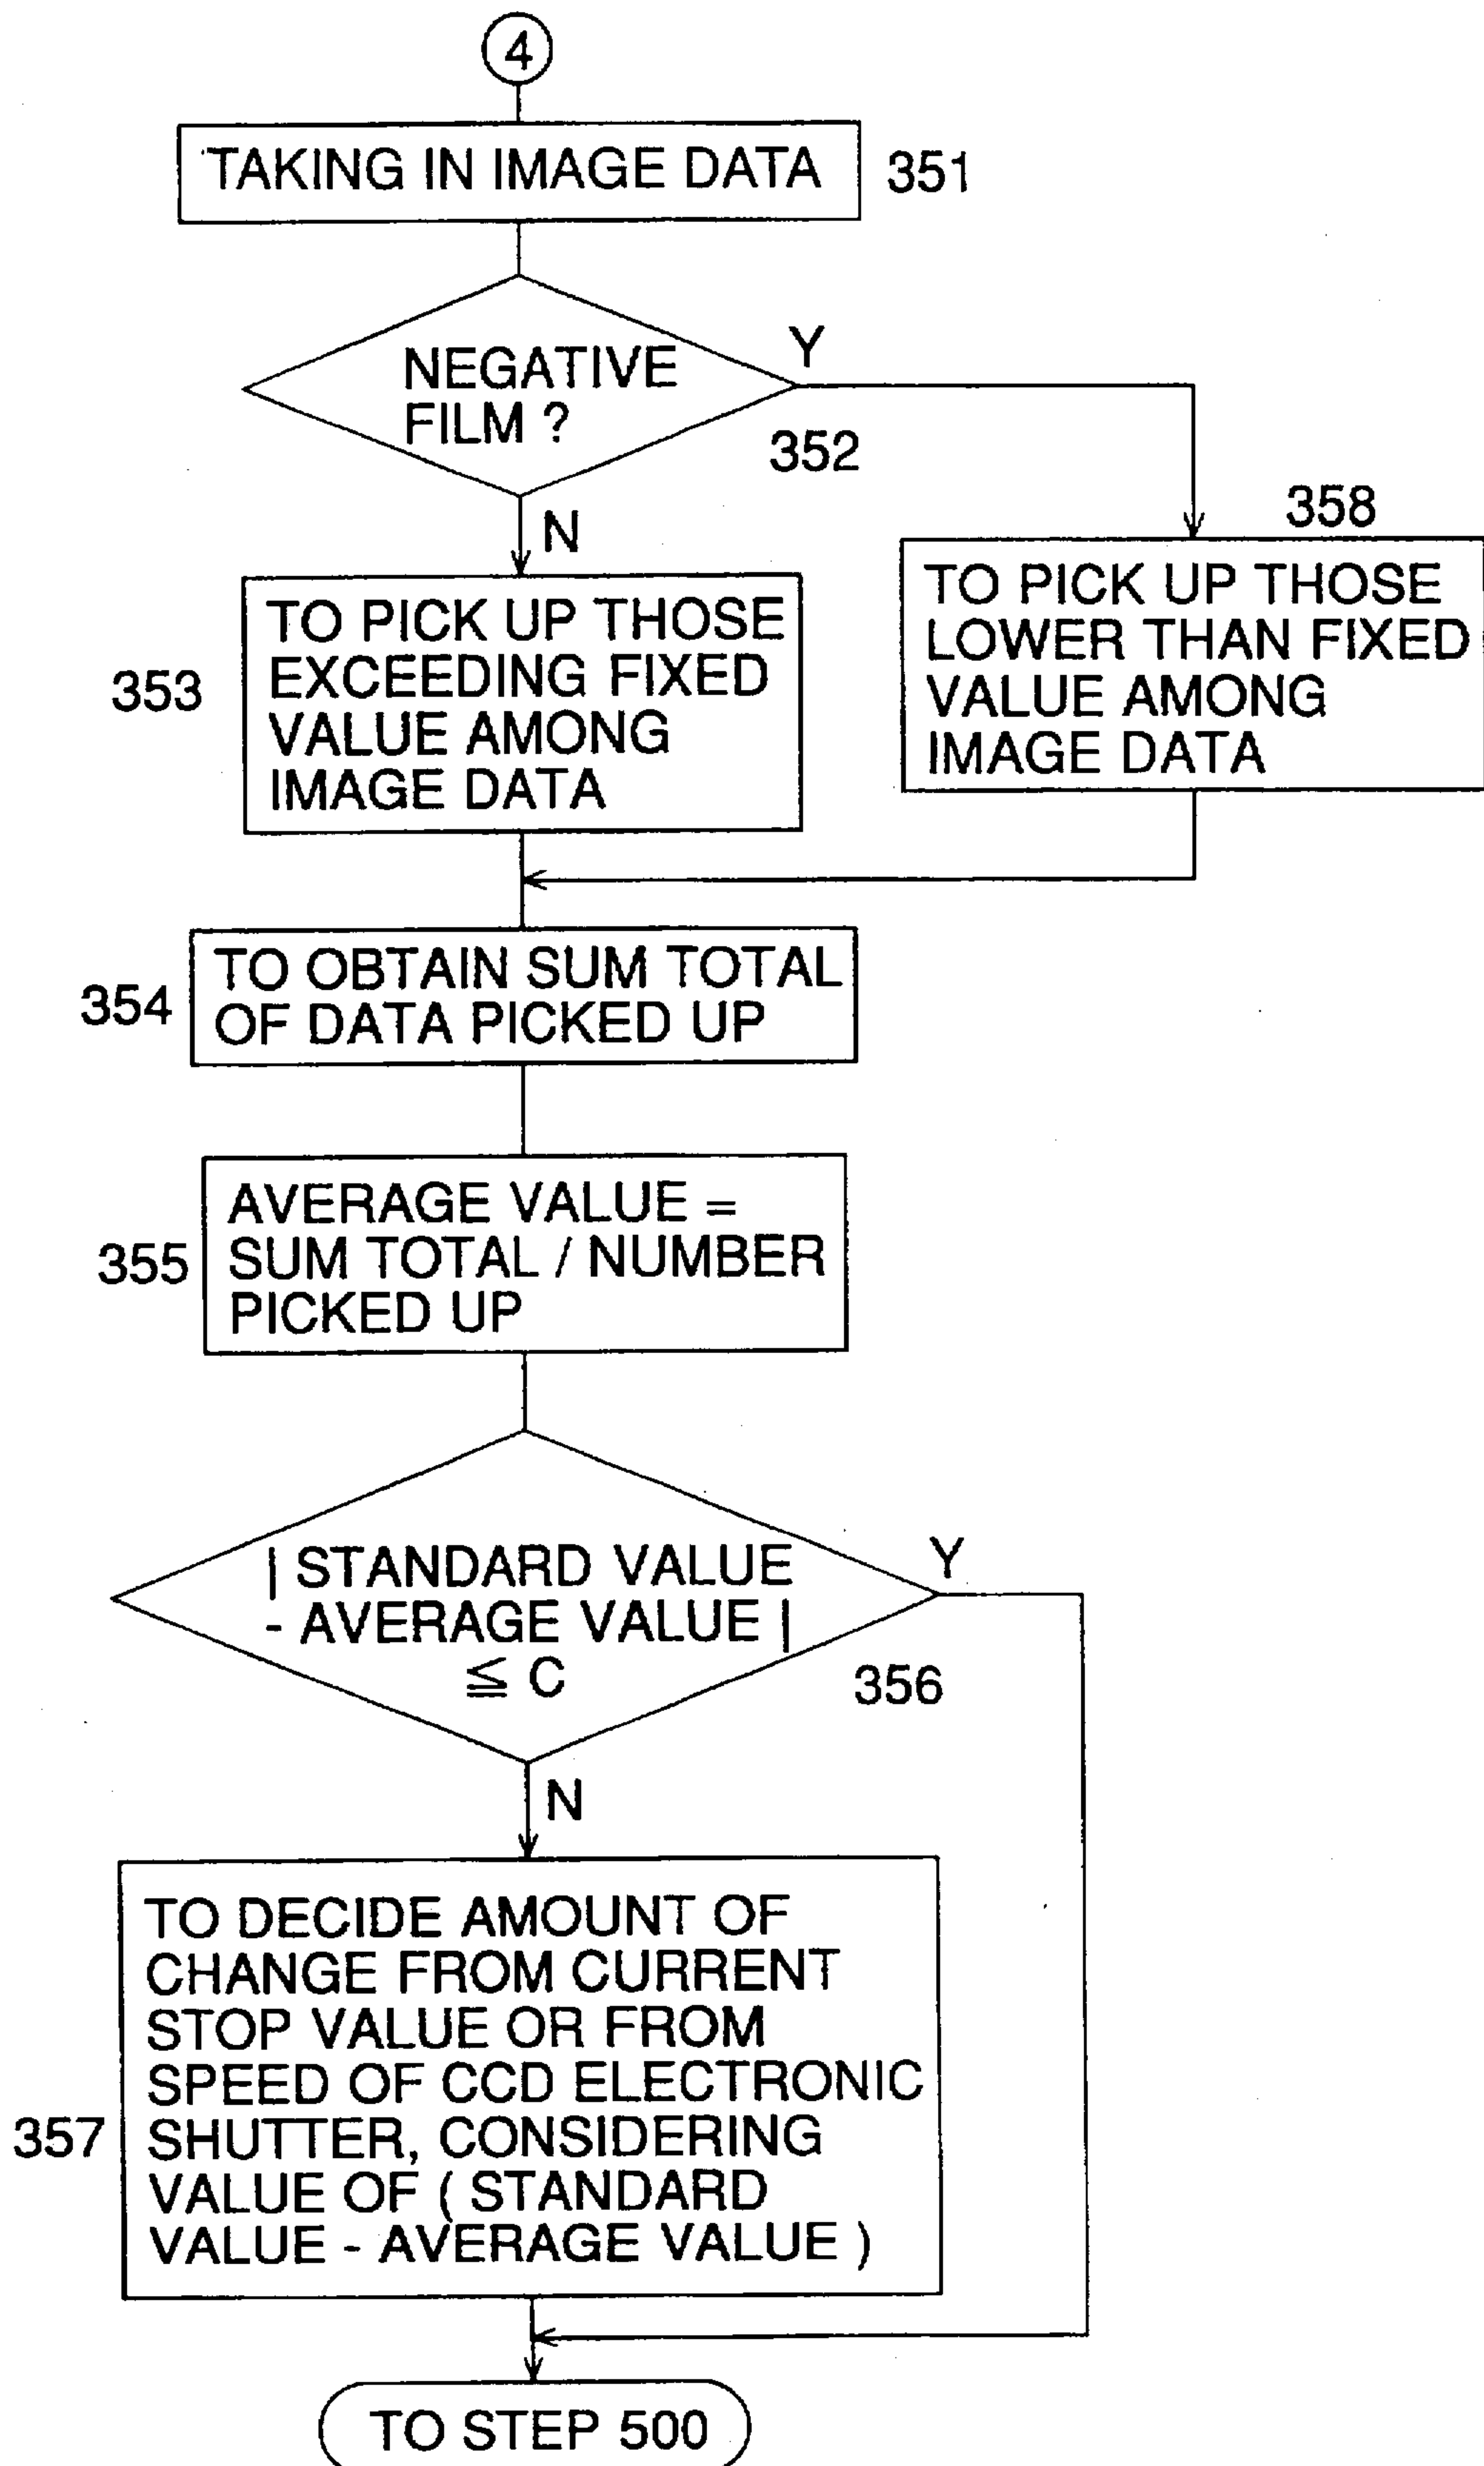 4
TAKING IN IMAGE DATA
351
NEGATIVE
FILM ?
Y
352
N
358
353
TO PICK UP THOSE
EXCEEDING FIXED
VALUE AMONG
IMAGE DATA
TO PICK UP THOSE
LOWER THAN FIXED
VALUE AMONG
IMAGE DATA
354
TO OBTAIN SUM TOTAL
OF DATA PICKED UP
355
AVERAGE VALUE =
SUM TOTAL / NUMBER
PICKED UP
| STANDARD VALUE
- AVERAGE VALUE |
≦ C
Y
356
N
357
TO DECIDE AMOUNT OF
CHANGE FROM CURRENT
STOP VALUE OR FROM
SPEED OF CCD ELECTRONIC
SHUTTER, CONSIDERING
VALUE OF ( STANDARD
VALUE - AVERAGE VALUE )
TO STEP 500